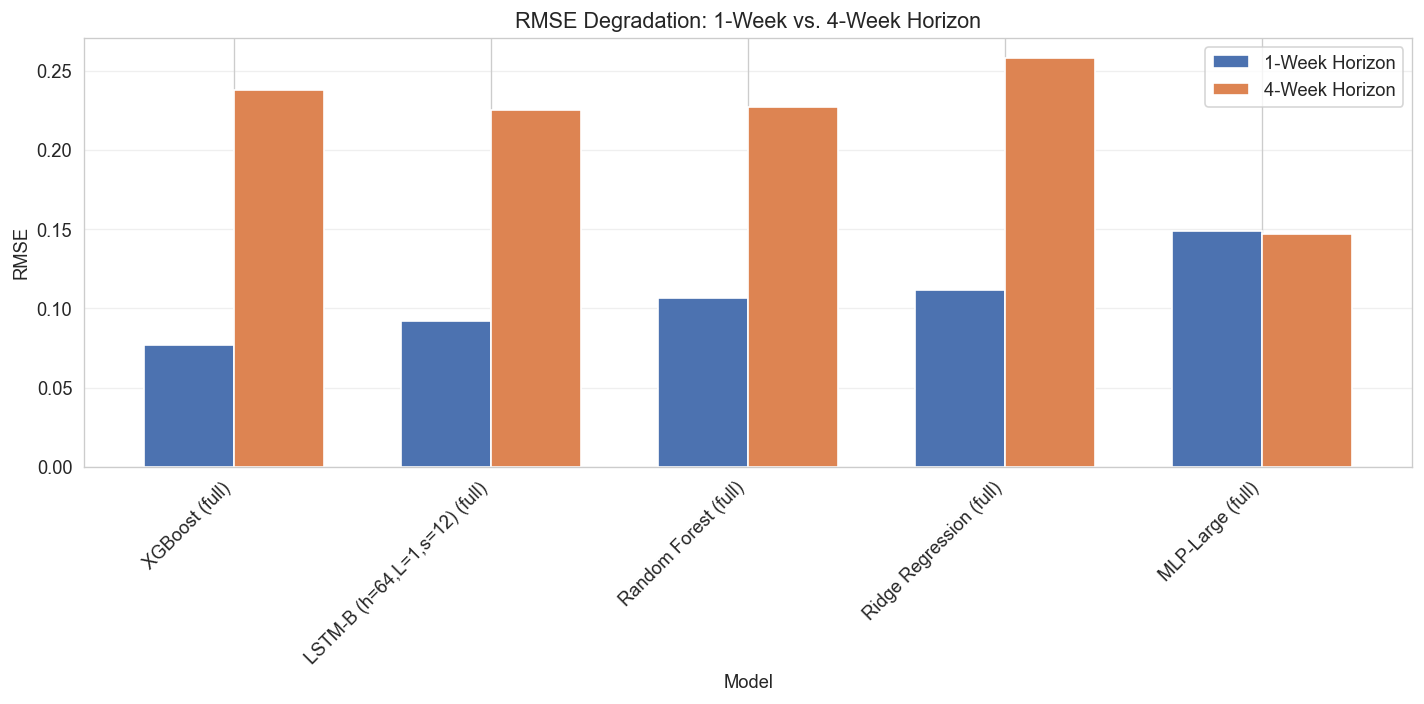 RMSE Degradation: 1-Week vs. 4-Week Horizon
1-Week Horizon
4-Week Horizon
RMSE
0.25
0.20
0.15
0.10
0.05
0.00
XGBoost (full)
LSTM-B (h=64,L=1,s=12) (full)
Random Forest (full)
Ridge Regression (full)
MLP-Large (full)
Model